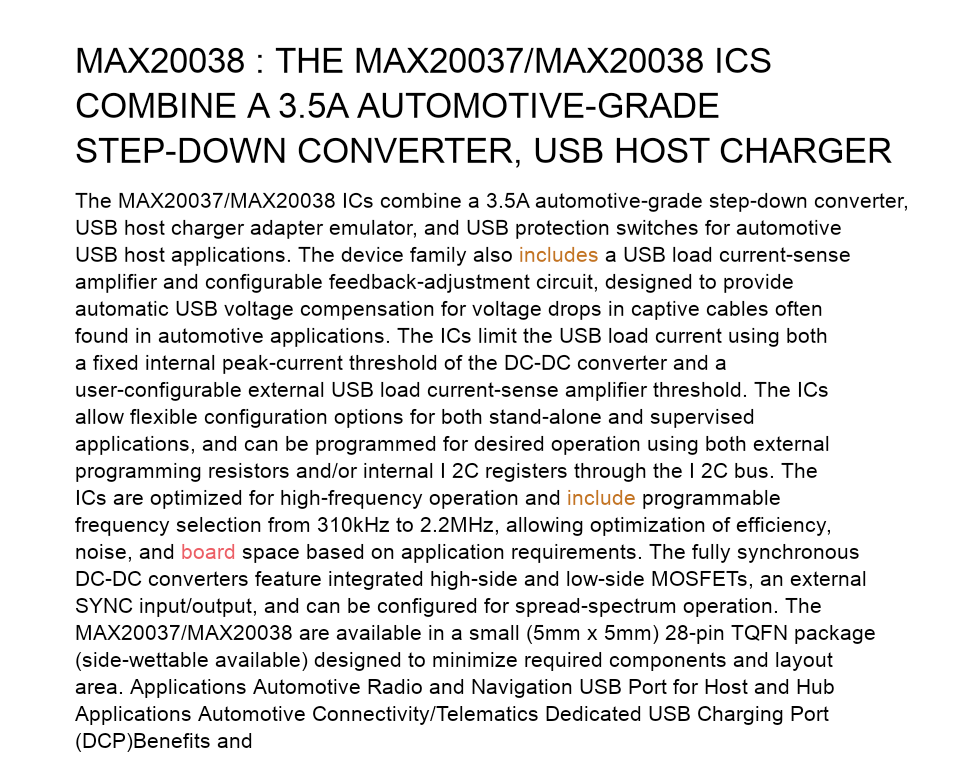 MAX20038 : THE MAX20037/MAX20038 ICS
COMBINE A 3.5A AUTOMOTIVE-GRADE
STEP-DOWN CONVERTER, USB HOST CHARGER
The MAX20037/MAX20038 ICs combine a 3.5A automotive-grade step-down converter,
USB host charger adapter emulator, and USB protection switches for automotive
USB host applications. The device family also includes a USB load current-sense
amplifier and configurable feedback-adjustment circuit, designed to provide
automatic USB voltage compensation for voltage drops in captive cables often
found in automotive applications. The ICs limit the USB load current using both
a fixed internal peak-current threshold of the DC-DC converter and a
user-configurable external USB load current-sense amplifier threshold. The ICs
allow flexible configuration options for both stand-alone and supervised
applications, and can be programmed for desired operation using both external
programming resistors and/or internal I 2C registers through the I 2C bus. The
ICs are optimized for high-frequency operation and include programmable
frequency selection from 310kHz to 2.2MHz, allowing optimization of efficiency,
noise, and board space based on application requirements. The fully synchronous
DC-DC converters feature integrated high-side and low-side MOSFETs, an external
SYNC input/output, and can be configured for spread-spectrum operation. The
MAX20037/MAX20038 are available in a small (5mm x 5mm) 28-pin TQFN package
(side-wettable available) designed to minimize required components and layout
area. Applications Automotive Radio and Navigation USB Port for Host and Hub
Applications Automotive Connectivity/Telematics Dedicated USB Charging Port
(DCP)Benefits and